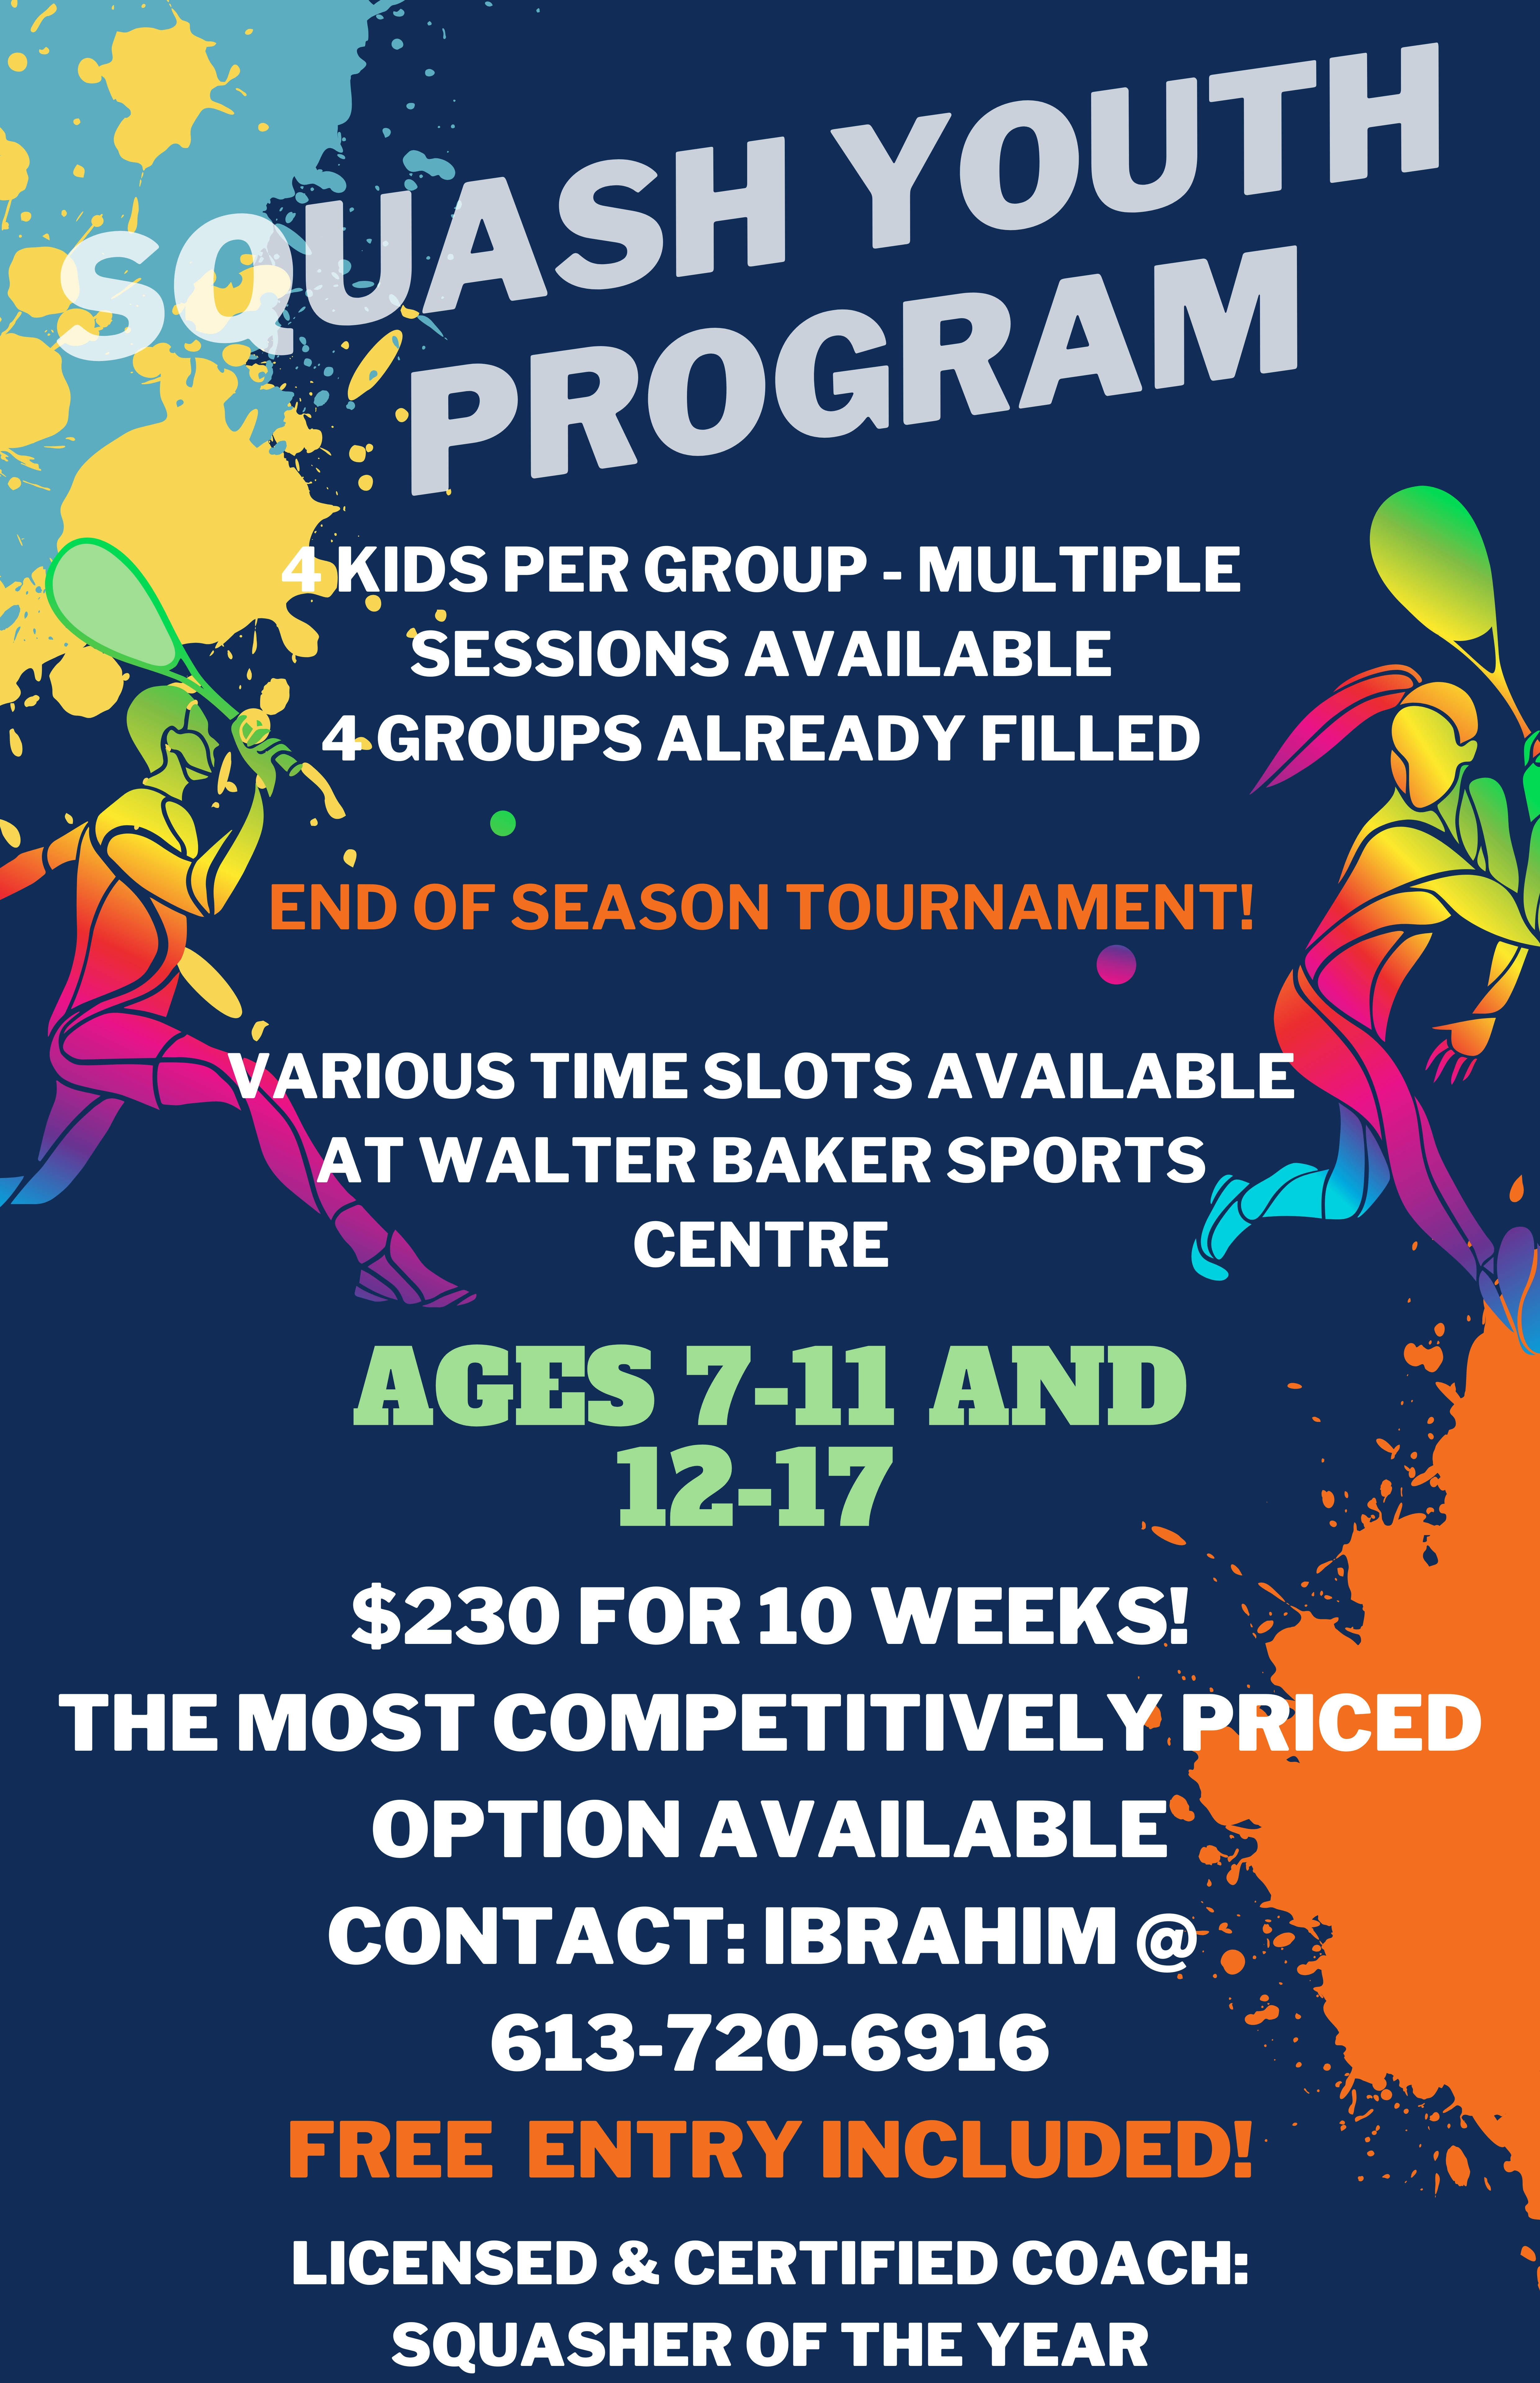 SQUASH YOUTH
PROGRAM
4 KIDS PER GROUP - MULTIPLE
SESSIONS AVAILABLE
4 GROUPS ALREADY FILLED
END OF SEASON TOURNAMENT!
VARIOUS TIME SLOTS AVAILABLE
AT WALTER BAKER SPORTS
CENTRE
AGES 7-11 AND
12-17
$230 FOR 10 WEEKS!
THE MOST COMPETITIVELY PRICED
OPTION AVAILABLE
CONTACT: IBRAHIM @
613-720-6916
FREE ENTRY INCLUDED!
LICENSED & CERTIFIED COACH:
SQUASHER OF THE YEAR